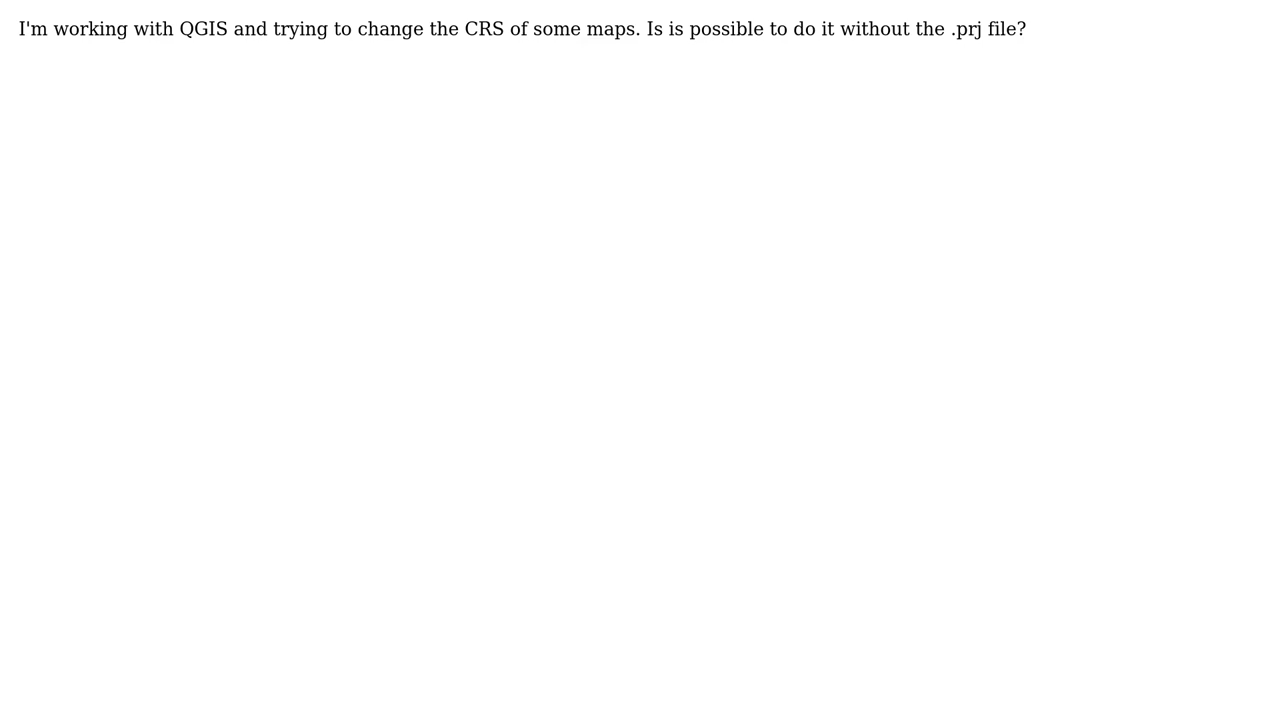 I'm working with QGIS and trying to change the CRS of some maps. Is is possible to do it without the .prj file?